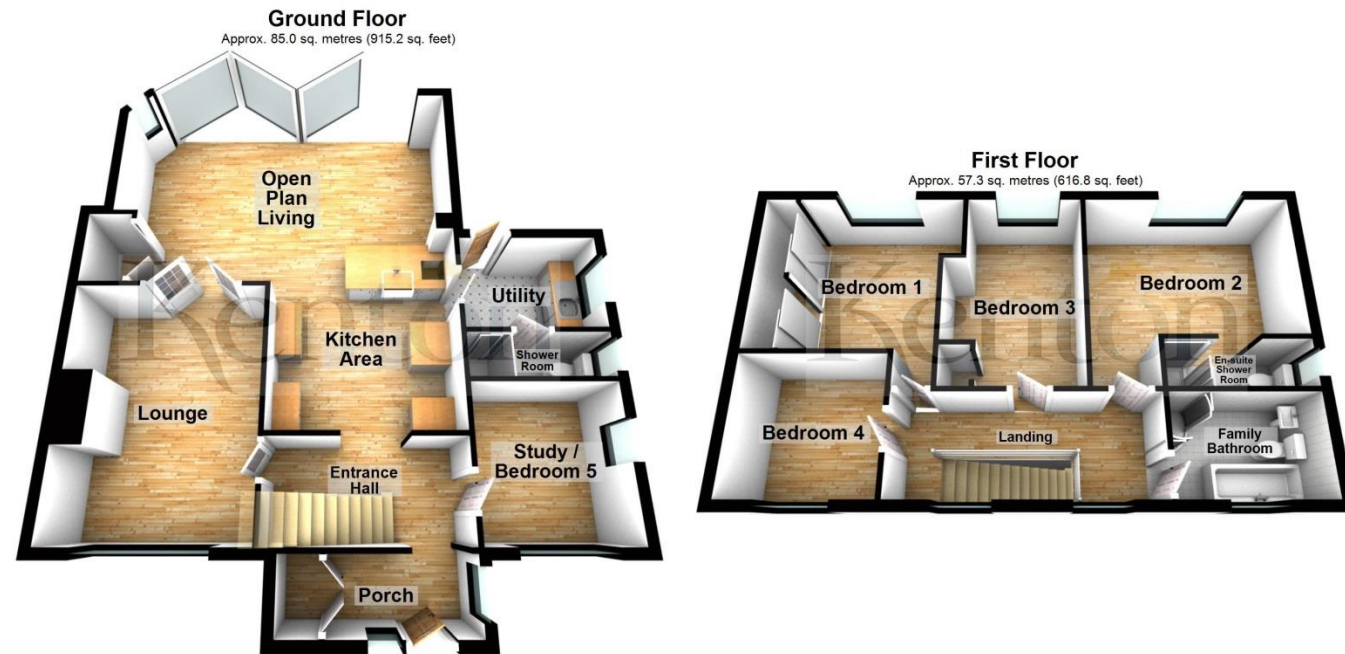 Ground Floor
Approx. 85.0 sq. metres (915.2 sq. feet)
Open
Plan
Living
Utility
Kitchen
Area
Shower
Room
Lounge
Study /
Bedroom 5
Entrance
Hall
Porch
Kenton
First Floor
Approx. 57.3 sq. metres (616.8 sq. feet)
Bedroom 1
Bedroom 3
Bedroom 2
En-suite
Shower
Room
Bedroom 4
Landing
Family
Bathroom
Kenton